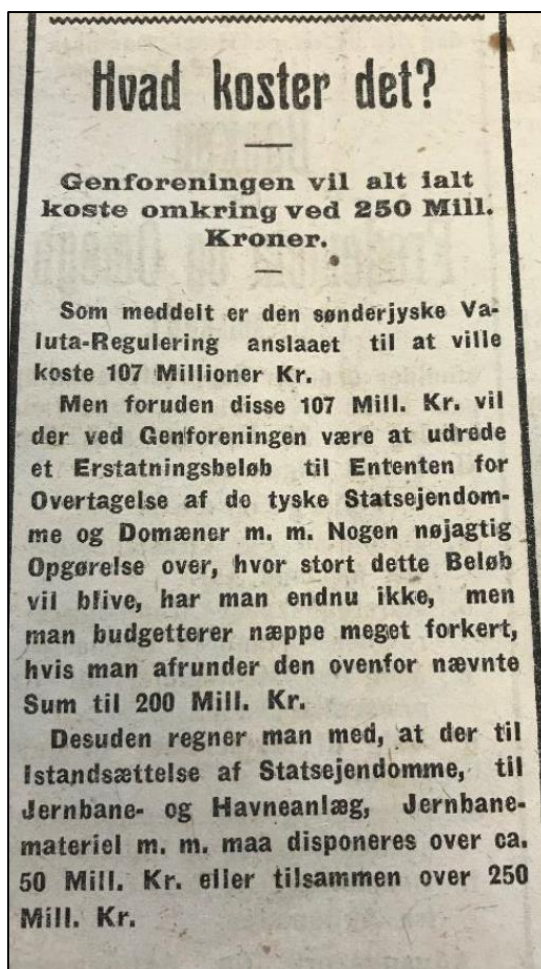 Hvad koster det?
Genforeningen vil alt ialt
koste omkring ved 250 Mill.
Kroner.
Som meddelt er den sønderjyske Va-
luta-Regulering anslaaet til at ville
koste 107 Millioner Kr.
Men foruden disse 107 Mill. Kr. vil
der ved Genforeningen være at udrede
et Erstatningsbeløb til Ententen for
Overtagelse af de tyske Statsejendom-
me og Domæner m. m. Nogen nøjagtig
Opgørelse over, hvor stort dette Beløb
vil blive, har man endnu ikke, men
man budgetterer næppe meget forkert,
hvis man afrunder den ovenfor nævnte
Sum til 200 Mill. Kr.
Desuden regner man med, at der til
Istandsættelse af Statsejendomme, til
Jernbane- og Havneanlæg, Jernbane-
materiel m. m. maa disponeres over ca.
50 Mill. Kr. eller tilsammen over 250
Mill. Kr.